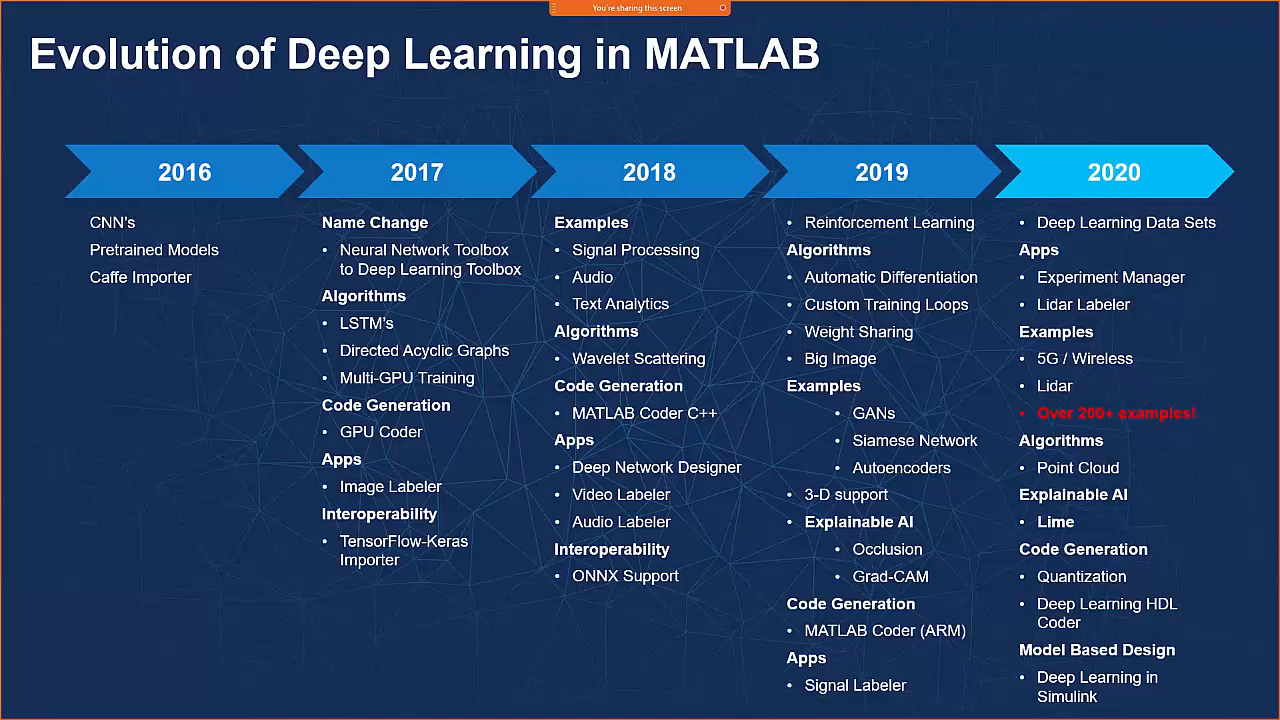 You're sharing this screen
Evolution of Deep Learning in MATLAB
2016
CNN's
Pretrained Models
Caffe Importer
2017
Name Change
• Neural Network Toolbox
to Deep Learning Toolbox
Algorithms
• LSTM's
• Directed Acyclic Graphs
• Multi-GPU Training
Code Generation
• GPU Coder
Apps
• Image Labeler
Interoperability
• TensorFlow-Keras
Importer
2018
Examples
• Signal Processing
• Audio
• Text Analytics
Algorithms
• Wavelet Scattering
Code Generation
• MATLAB Coder C++
Apps
• Deep Network Designer
• Video Labeler
• Audio Labeler
Interoperability
• ONNX Support
2019
• Reinforcement Learning
Algorithms
• Automatic Differentiation
• Custom Training Loops
• Weight Sharing
• Big Image
Examples
• GANs
• Siamese Network
• Autoencoders
• 3-D support
• Explainable AI
• Occlusion
• Grad-CAM
Code Generation
• MATLAB Coder (ARM)
Apps
• Signal Labeler
2020
• Deep Learning Data Sets
Apps
• Experiment Manager
• Lidar Labeler
Examples
• 5G / Wireless
• Lidar
• Over 200+ examples!
Algorithms
• Point Cloud
Explainable AI
• Lime
Code Generation
• Quantization
• Deep Learning HDL
Coder
Model Based Design
• Deep Learning in
Simulink